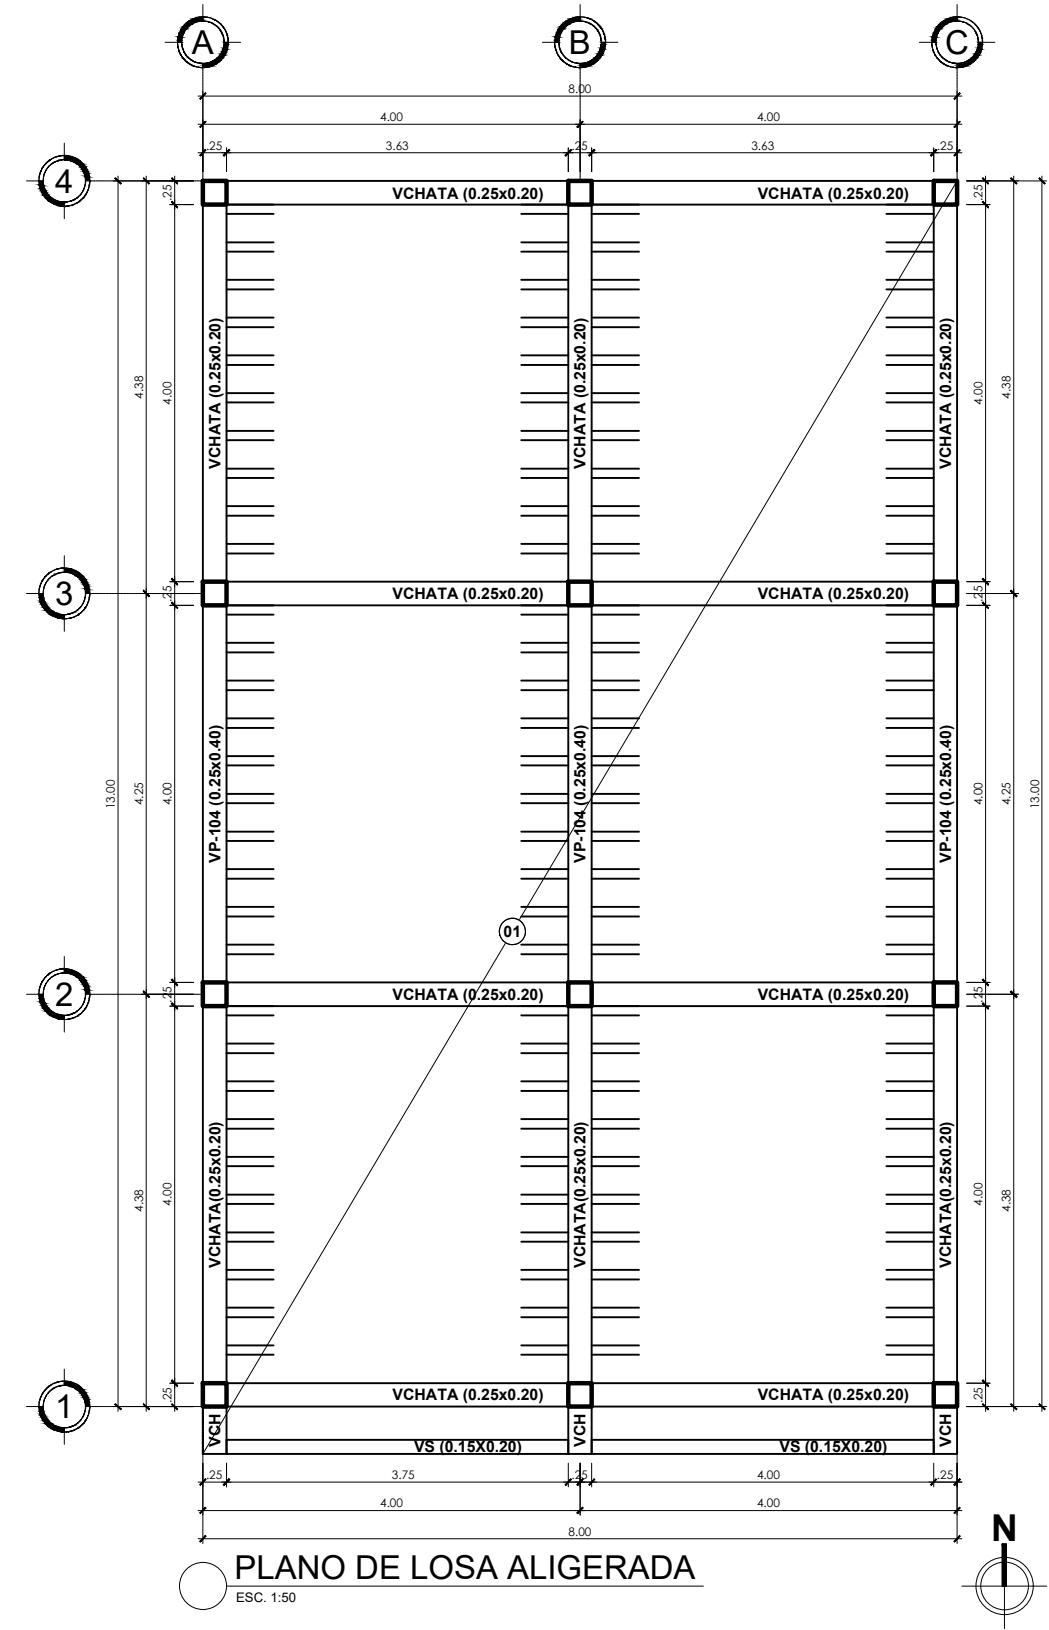 A B C
8.00
4.00 4.00
.25 3.63 .25 3.63 .25
4
.25 VCHATA (0.25x0.20) VCHATA (0.25x0.20) .25
4.38 4.00 VCHATA (0.25x0.20) VCHATA (0.25x0.20) VCHATA (0.25x0.20) 4.00 4.38
3
.25 VCHATA (0.25x0.20) VCHATA (0.25x0.20) .25
13.00 4.25 4.00 VP-104 (0.25x0.40) VP-104 (0.25x0.40) VP-104 (0.25x0.40) 4.00 4.25 13.00
01
2
.25 VCHATA (0.25x0.20) VCHATA (0.25x0.20) .25
4.38 4.00 VCHATA(0.25x0.20) VCHATA(0.25x0.20) VCHATA(0.25x0.20) 4.00 4.38
1
.25 VCHATA (0.25x0.20) VCHATA (0.25x0.20) .25
VCH VCH VCH
VS (0.15X0.20) VS (0.15X0.20)
.25 3.75 .25 4.00 .25
4.00 4.00
8.00
N
PLANO DE LOSA ALIGERADA
ESC. 1:50